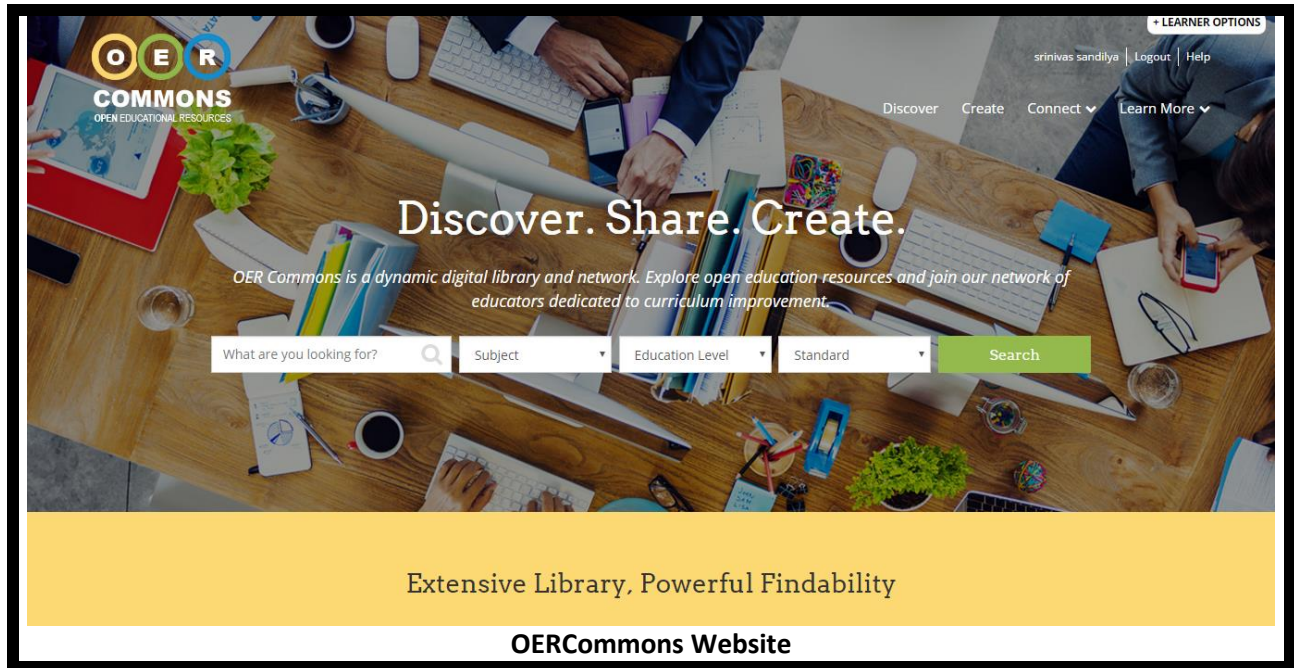 + LEARNER OPTIONS
srinivas sandilya | Logout | Help
O E R
COMMONS
OPEN EDUCATIONAL RESOURCES
Discover Create Connect Learn More
Discover. Share. Create.
OER Commons is a dynamic digital library and network. Explore open education resources and join our network of
educators dedicated to curriculum improvement.
What are you looking for? Subject Education Level Standard Search
Extensive Library, Powerful Findability
OERCommons Website